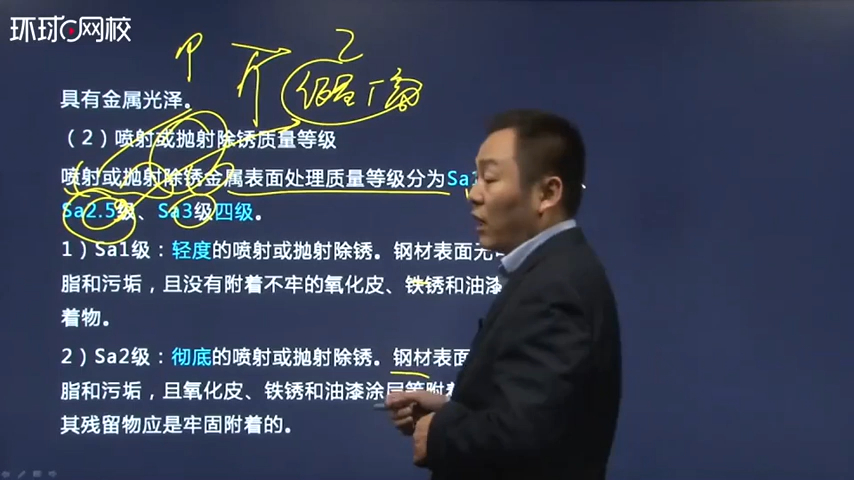 环球网校
2
具有金属光泽。
（2）喷射或抛射除锈质量等级
喷射或抛射除锈金属表面处理质量等级分为Sa1
Sa2.5级、Sa3级四级。
1）Sa1级：轻度的喷射或抛射除锈。钢材表面无
脂和污垢，且没有附着不牢的氧化皮、铁锈和油漆
着物。
2）Sa2级：彻底的喷射或抛射除锈。钢材表面
脂和污垢，且氧化皮、铁锈和油漆涂层等附
其残留物应是牢固附着的。